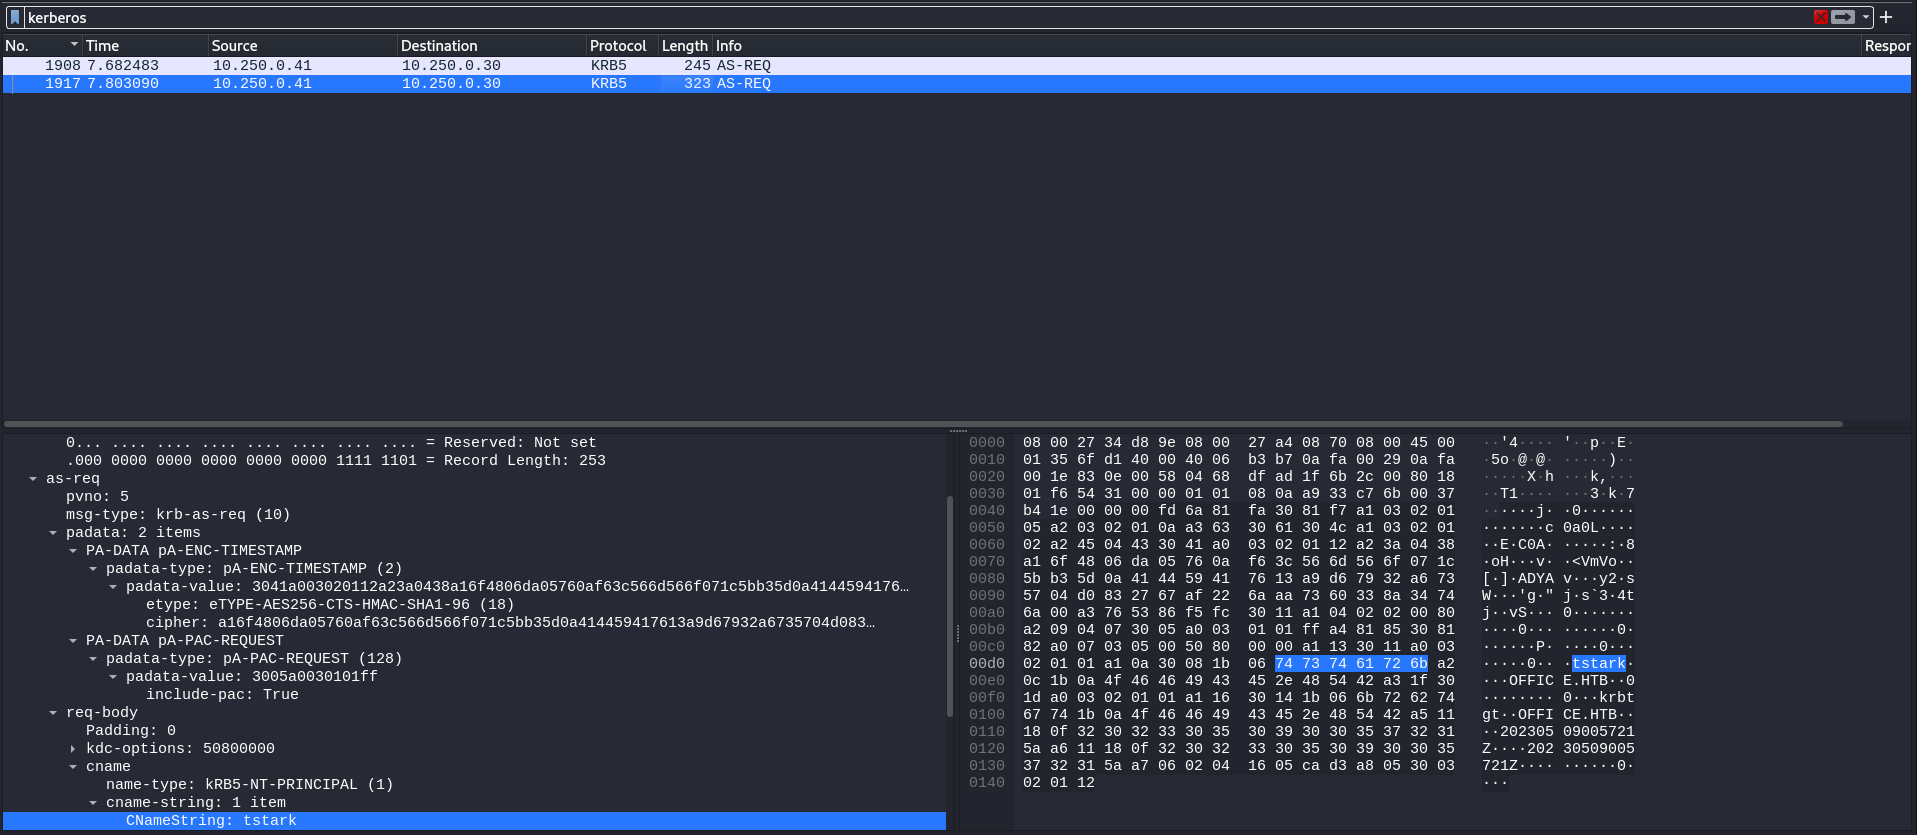 kerberos
No. Time Source Destination Protocol Length Info Respor
1908 7.682483 10.250.0.41 10.250.0.30 KRB5 245 AS-REQ
1917 7.803090 10.250.0.41 10.250.0.30 KRB5 323 AS-REQ
0... .... .... .... .... .... .... .... = Reserved: Not set
.000 0000 0000 0000 0000 0000 1111 1101 = Record Length: 253
as-req
pvno: 5
msg-type: krb-as-req (10)
padata: 2 items
PA-DATA pA-ENC-TIMESTAMP
padata-type: pA-ENC-TIMESTAMP (2)
padata-value: 3041a003020112a23a0438a16f4806da05760af63c566d566f071c5bb35d0a4144594176…
etype: eTYPE-AES256-CTS-HMAC-SHA1-96 (18)
cipher: a16f4806da05760af63c566d566f071c5bb35d0a414459417613a9d67932a6735704d083…
PA-DATA pA-PAC-REQUEST
padata-type: pA-PAC-REQUEST (128)
padata-value: 3005a0030101ff
include-pac: True
req-body
Padding: 0
kdc-options: 50800000
cname
name-type: kRB5-NT-PRINCIPAL (1)
cname-string: 1 item
CNameString: tstark
0000 08 00 27 34 d8 9e 08 00 27 a4 08 70 08 00 45 00 ··'4···· '··p··E·
0010 01 35 6f d1 40 00 40 06 b3 b7 0a fa 00 29 0a fa ·5o·@·@· ·····)··
0020 00 1e 83 0e 00 58 04 68 df ad 1f 6b 2c 00 80 18 ·····X·h ···k,···
0030 01 f6 54 31 00 00 01 01 08 0a a9 33 c7 6b 00 37 ··T1···· ···3·k·7
0040 b4 1e 00 00 00 fd 6a 81 fa 30 81 f7 a1 03 02 01 ······j· ·0······
0050 05 a2 03 02 01 0a a3 63 30 61 30 4c a1 03 02 01 ·······c 0a0L····
0060 02 a2 45 04 43 30 41 a0 03 02 01 12 a2 3a 04 38 ··E·C0A· ·····:·8
0070 a1 6f 48 06 da 05 76 0a f6 3c 56 6d 56 6f 07 1c ·oH···v· ·<VmVo··
0080 5b b3 5d 0a 41 44 59 41 76 13 a9 d6 79 32 a6 73 [·]·ADYA v···y2·s
0090 57 04 d0 83 27 67 af 22 6a aa 73 60 33 8a 34 74 W···'g·" j·s`3·4t
00a0 6a 00 a3 76 53 86 f5 fc 30 11 a1 04 02 02 00 80 j··vS··· 0·······
00b0 a2 09 04 07 30 05 a0 03 01 01 ff a4 81 85 30 81 ····0··· ······0·
00c0 82 a0 07 03 05 00 50 80 00 00 a1 13 30 11 a0 03 ······P· ····0···
00d0 02 01 01 a1 0a 30 08 1b 06 74 73 74 61 72 6b a2 ·····0·· ·tstark·
00e0 0c 1b 0a 4f 46 46 49 43 45 2e 48 54 42 a3 1f 30 ···OFFIC E.HTB··0
00f0 1d a0 03 02 01 01 a1 16 30 14 1b 06 6b 72 62 74 ········ 0···krbt
0100 67 74 1b 0a 4f 46 46 49 43 45 2e 48 54 42 a5 11 gt··OFFI CE.HTB··
0110 18 0f 32 30 32 33 30 35 30 39 30 30 35 37 32 31 ··202305 09005721
0120 5a a6 11 18 0f 32 30 32 33 30 35 30 39 30 30 35 Z····202 30509005
0130 37 32 31 5a a7 06 02 04 16 05 ca d3 a8 05 30 03 721Z···· ······0·
0140 02 01 12 ···